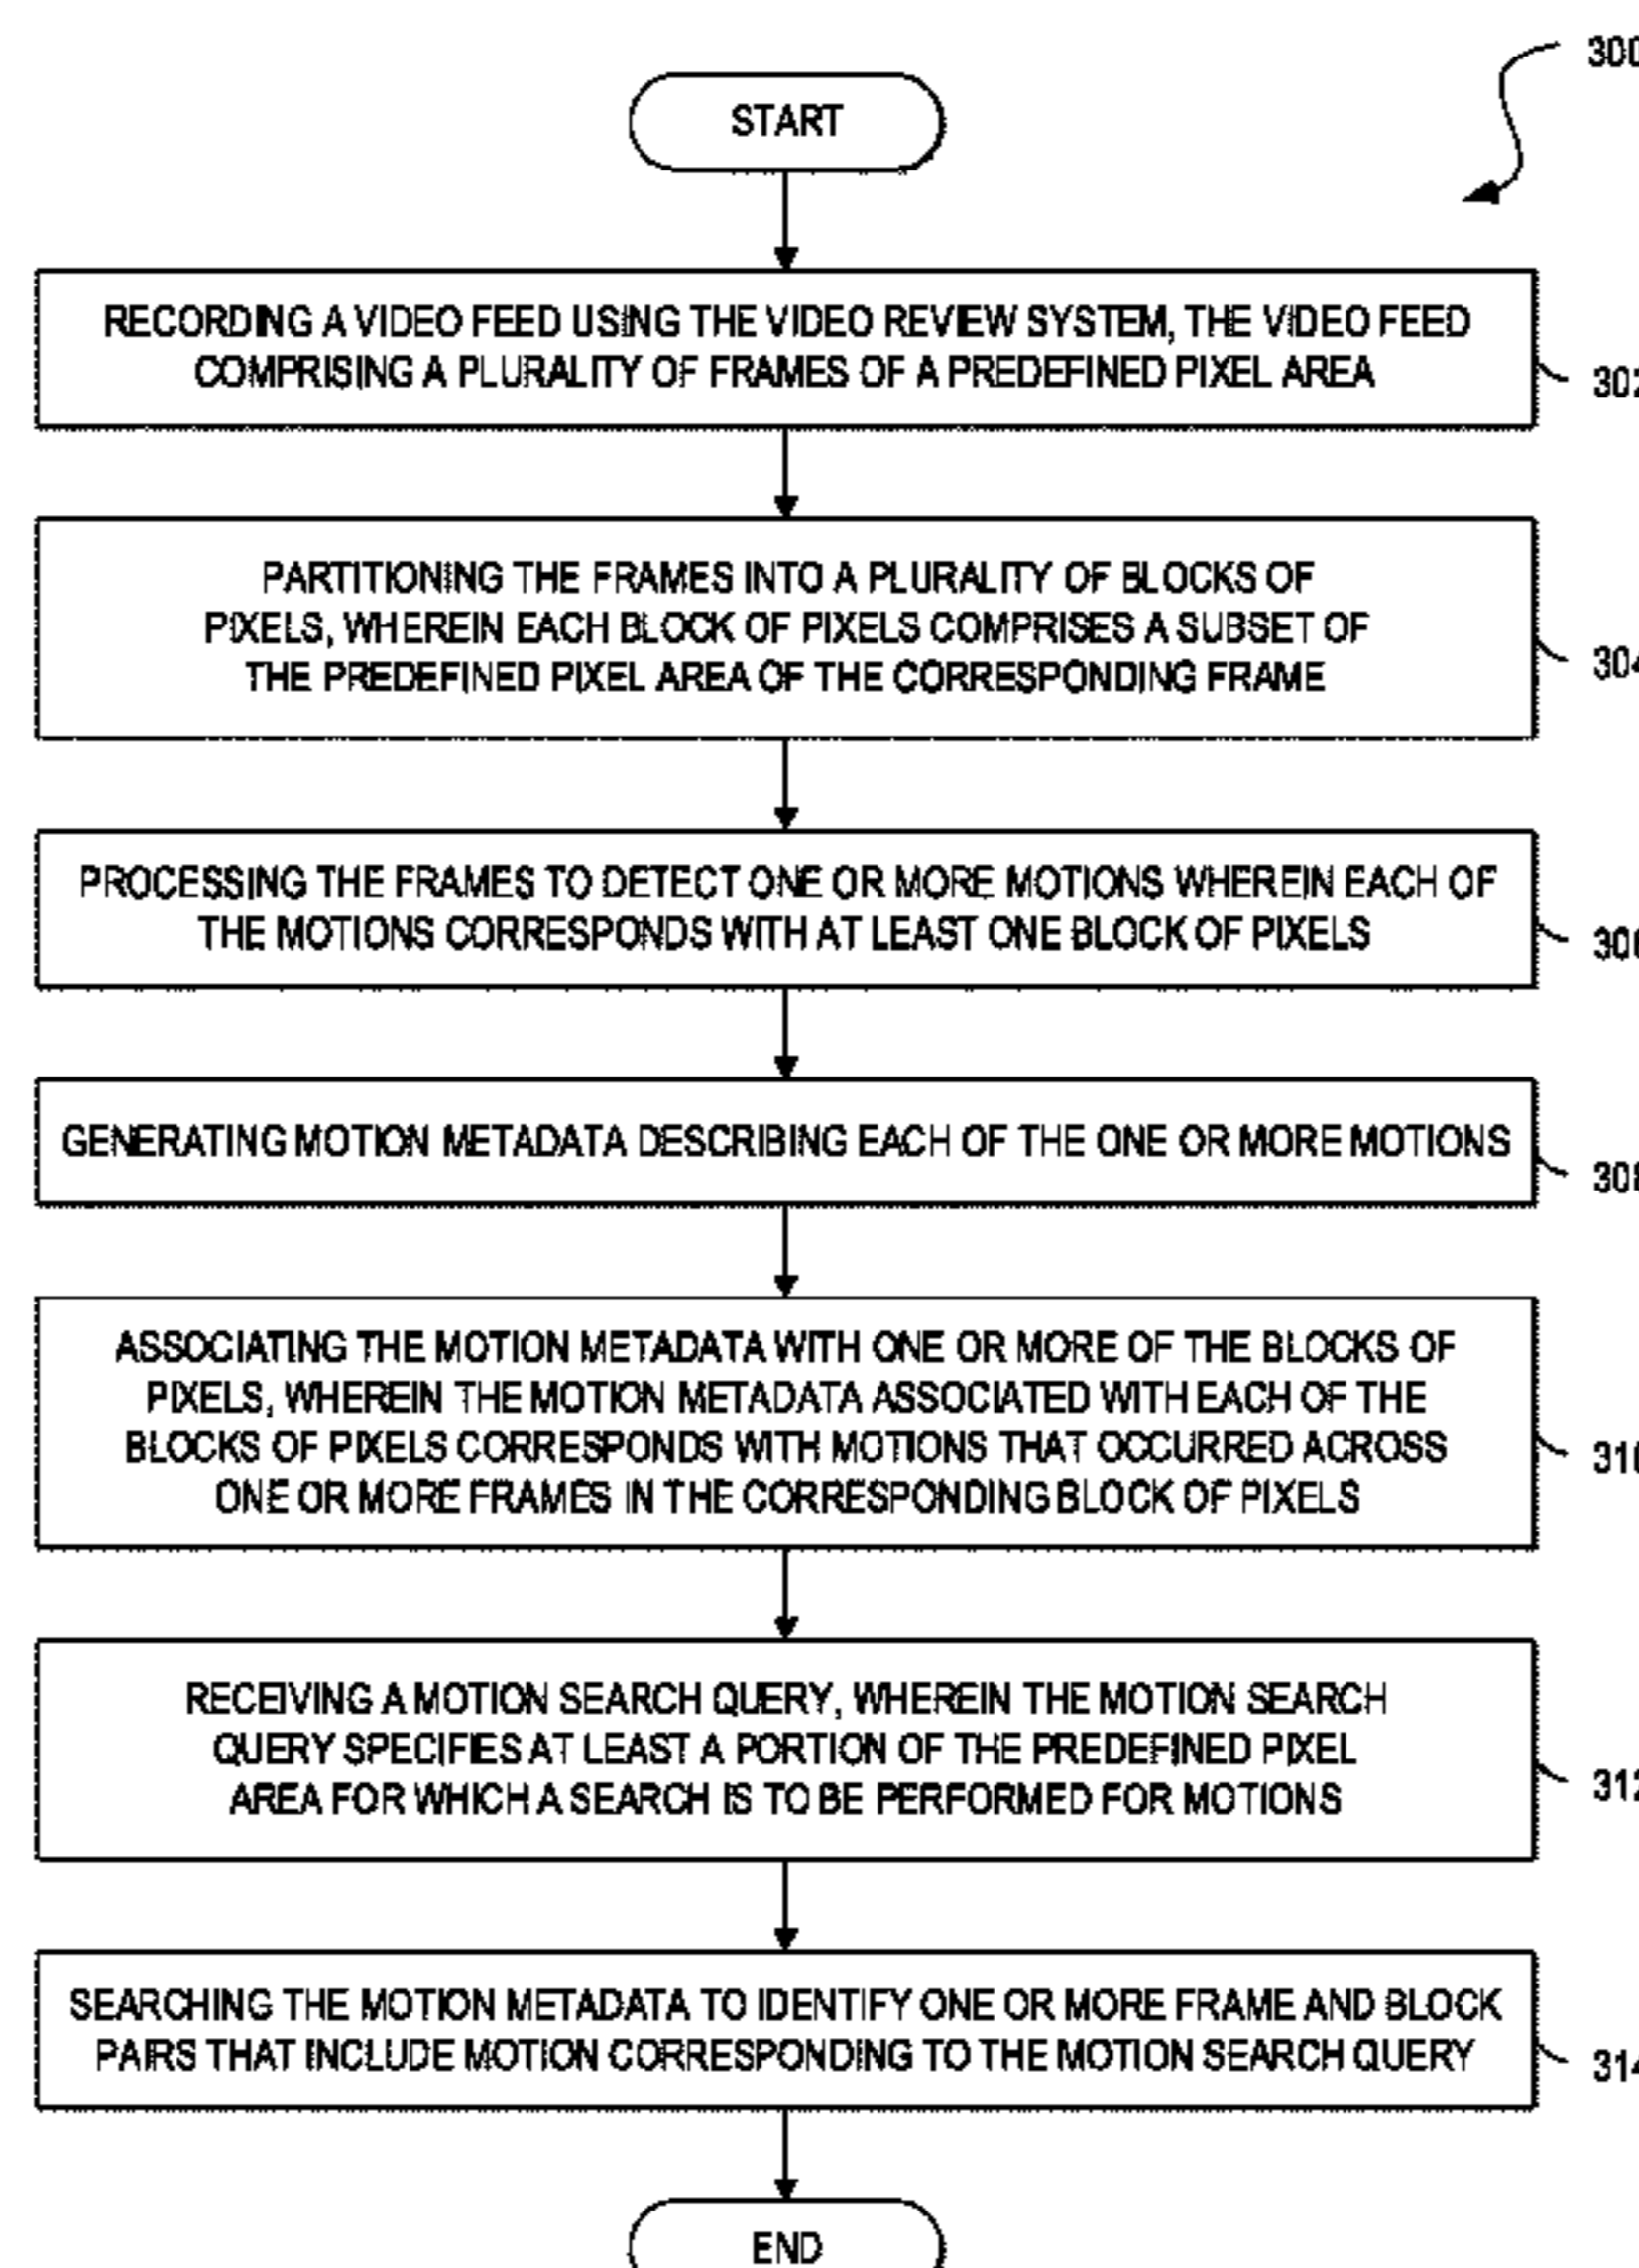 300
START
RECORDING A VIDEO FEED USING THE VIDEO REVIEW SYSTEM, THE VIDEO FEED
COMPRISING A PLURALITY OF FRAMES OF A PREDEFINED PIXEL AREA
302
PARTITIONING THE FRAMES INTO A PLURALITY OF BLOCKS OF
PIXELS, WHEREIN EACH BLOCK OF PIXELS COMPRISES A SUBSET OF
THE PREDEFINED PIXEL AREA OF THE CORRESPONDING FRAME
304
PROCESSING THE FRAMES TO DETECT ONE OR MORE MOTIONS WHEREIN EACH OF
THE MOTIONS CORRESPONDS WITH AT LEAST ONE BLOCK OF PIXELS
306
GENERATING MOTION METADATA DESCRIBING EACH OF THE ONE OR MORE MOTIONS
308
ASSOCIATING THE MOTION METADATA WITH ONE OR MORE OF THE BLOCKS OF
PIXELS, WHEREIN THE MOTION METADATA ASSOCIATED WITH EACH OF THE
BLOCKS OF PIXELS CORRESPONDS WITH MOTIONS THAT OCCURRED ACROSS
ONE OR MORE FRAMES IN THE CORRESPONDING BLOCK OF PIXELS
310
RECEIVING A MOTION SEARCH QUERY, WHEREIN THE MOTION SEARCH
QUERY SPECIFIES AT LEAST A PORTION OF THE PREDEFINED PIXEL
AREA FOR WHICH A SEARCH IS TO BE PERFORMED FOR MOTIONS
312
SEARCHING THE MOTION METADATA TO IDENTIFY ONE OR MORE FRAME AND BLOCK
PAIRS THAT INCLUDE MOTION CORRESPONDING TO THE MOTION SEARCH QUERY
314
END